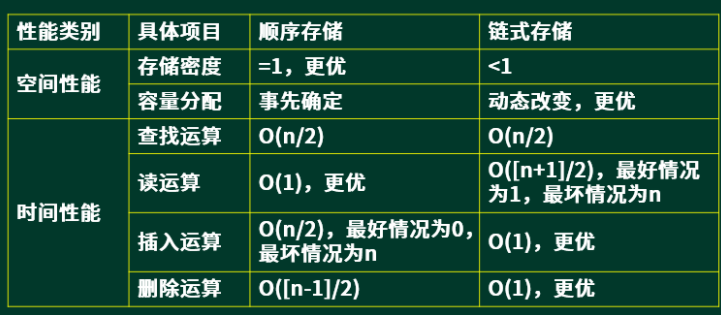 性能类别 具体项目 顺序存储 链式存储
空间性能
存储密度 =1，更优 <1
容量分配 事先确定 动态改变，更优
时间性能
查找运算 O(n/2) O(n/2)
读运算 O(1)，更优 O([n+1]/2)，最好情况
为1，最坏情况为n
插入运算 O(n/2)，最好情况为0，
最坏情况为n
O(1)，更优
删除运算 O([n-1]/2) O(1)，更优